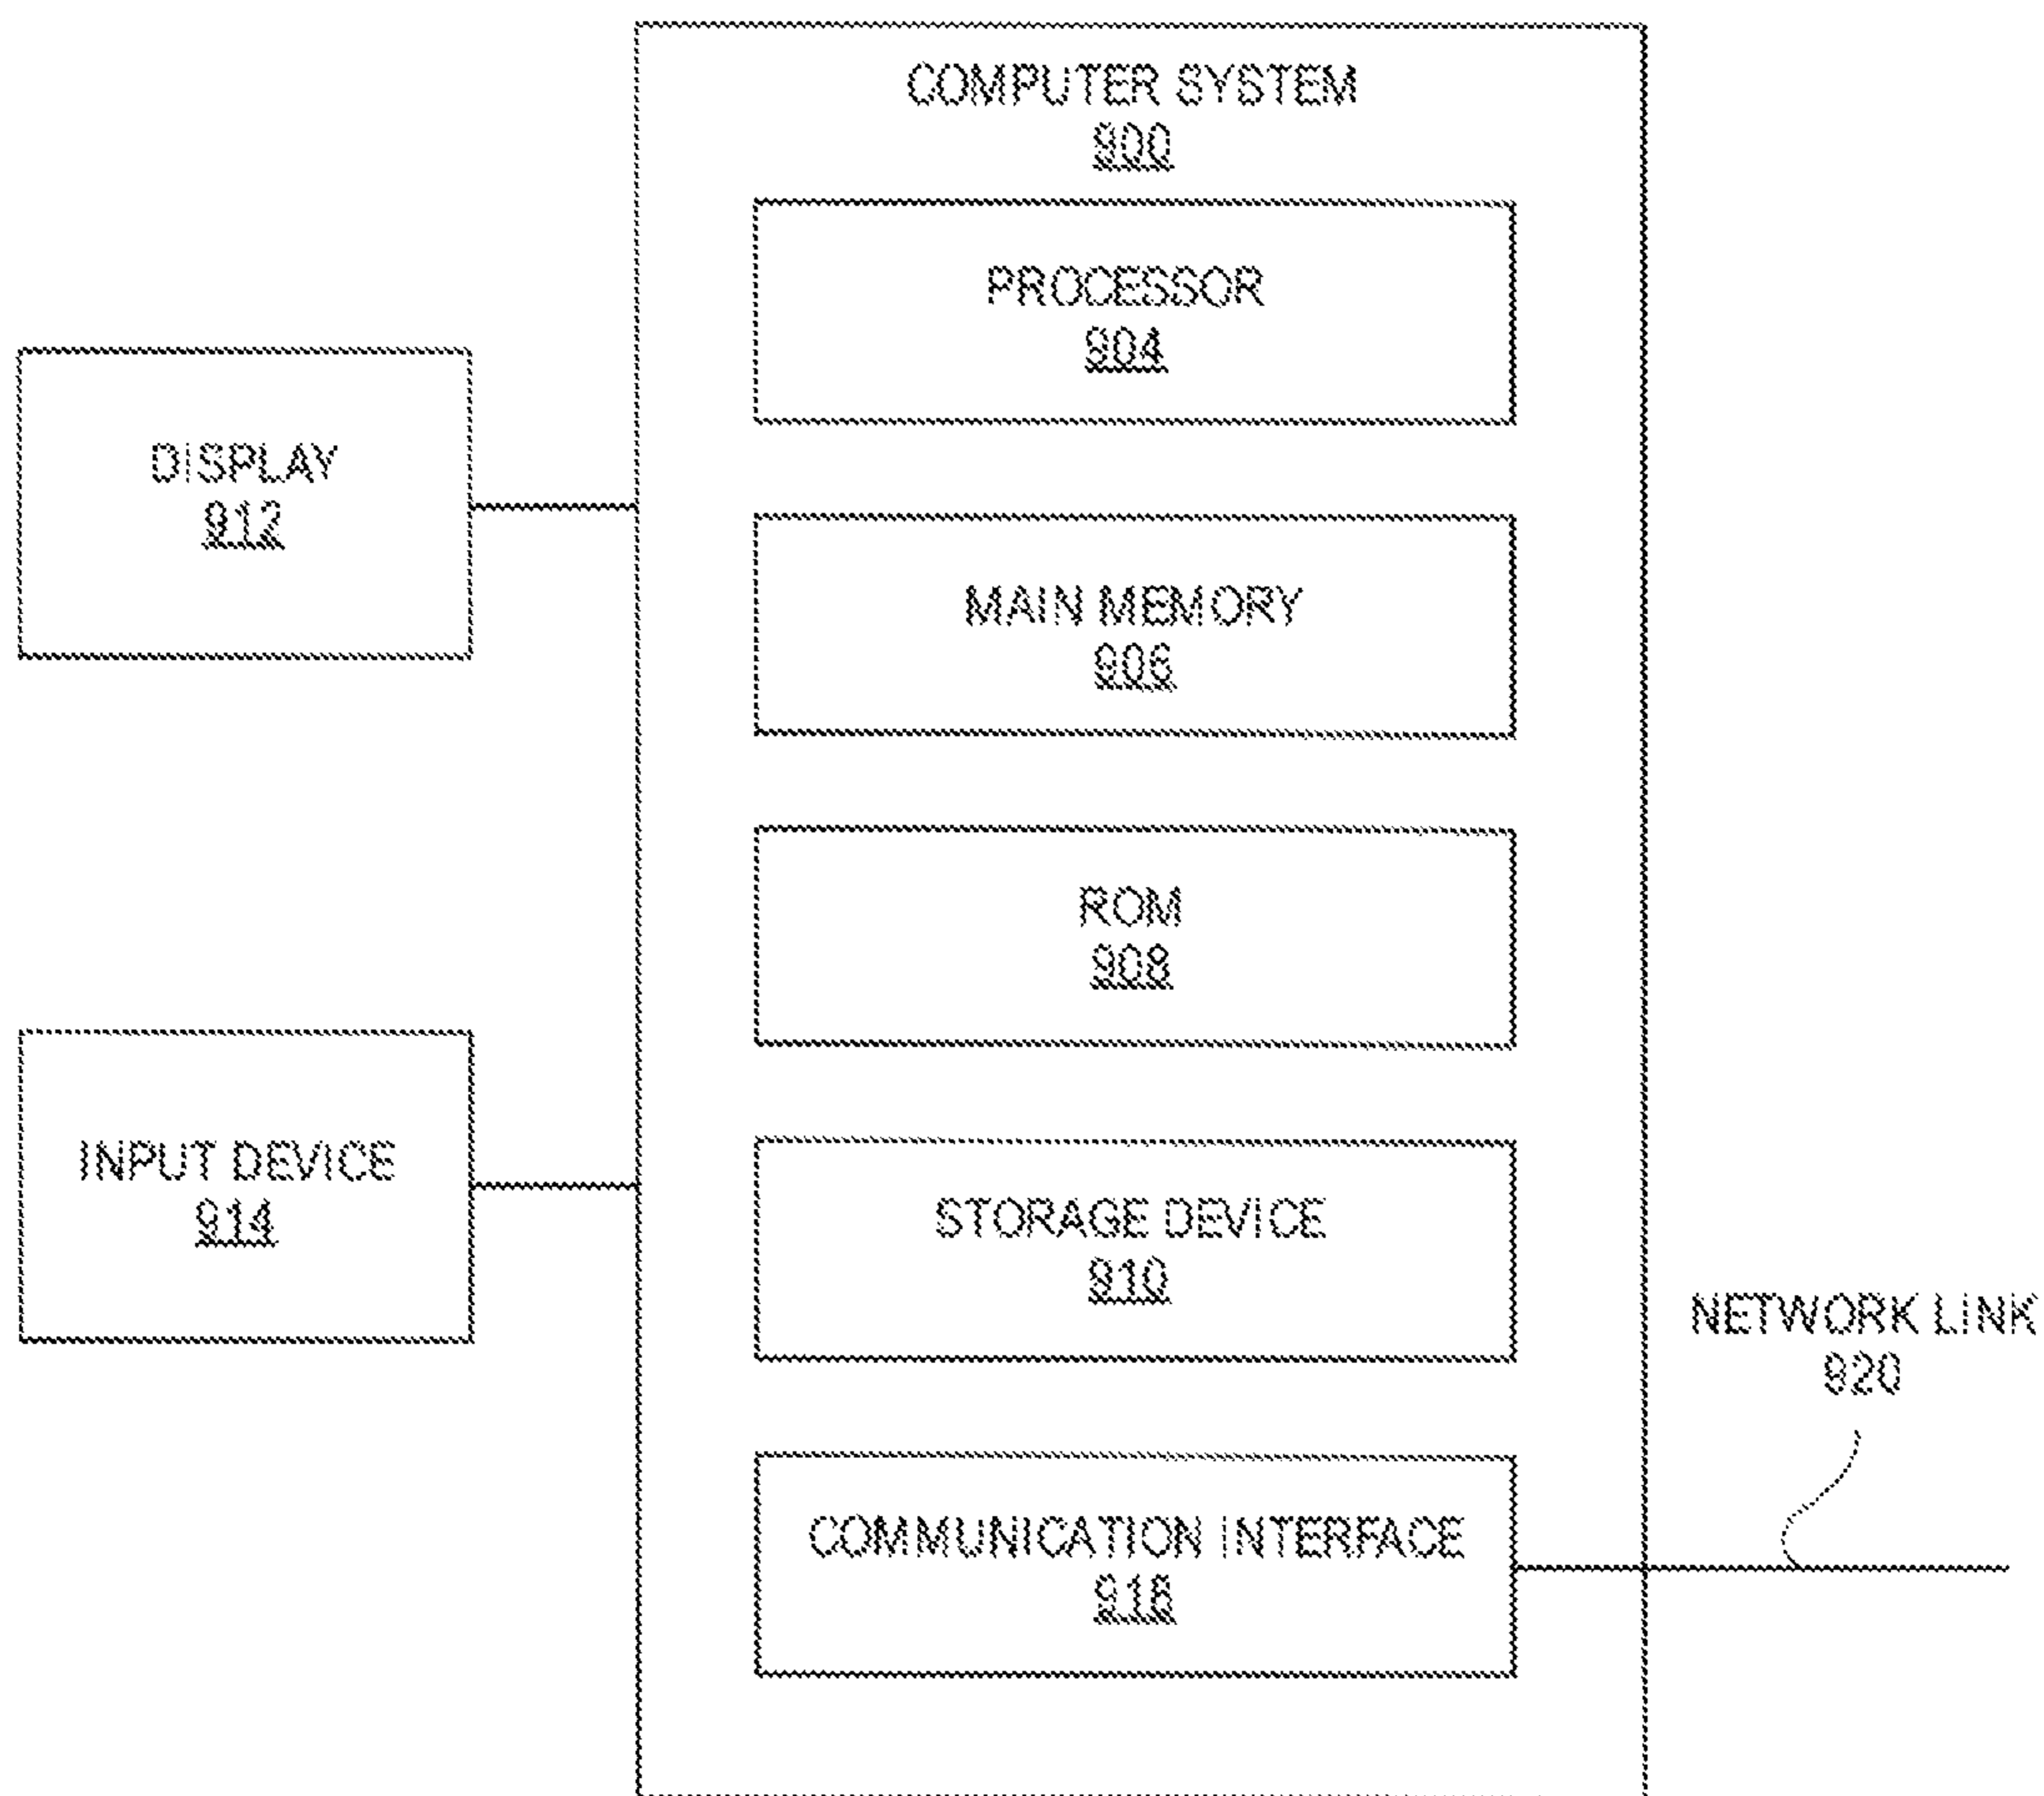 COMPUTER SYSTEM
900
PROCESSOR
904
DISPLAY
912
MAIN MEMORY
906
ROM
908
INPUT DEVICE
914
STORAGE DEVICE
910
NETWORK LINK
920
COMMUNICATION INTERFACE
918